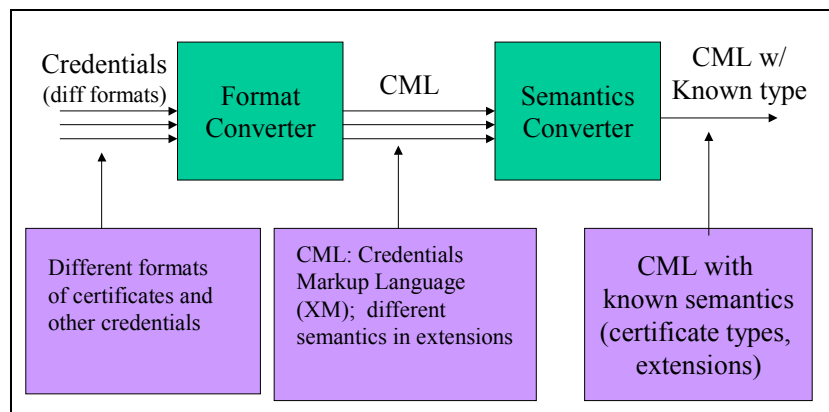 Credentials
(diff formats)
Format
Converter
CML
Semantics
Converter
CML w/
Known type
Different formats
of certificates and
other credentials
CML: Credentials
Markup Language
(XM); different
semantics in extensions
CML with
known semantics
(certificate types,
extensions)